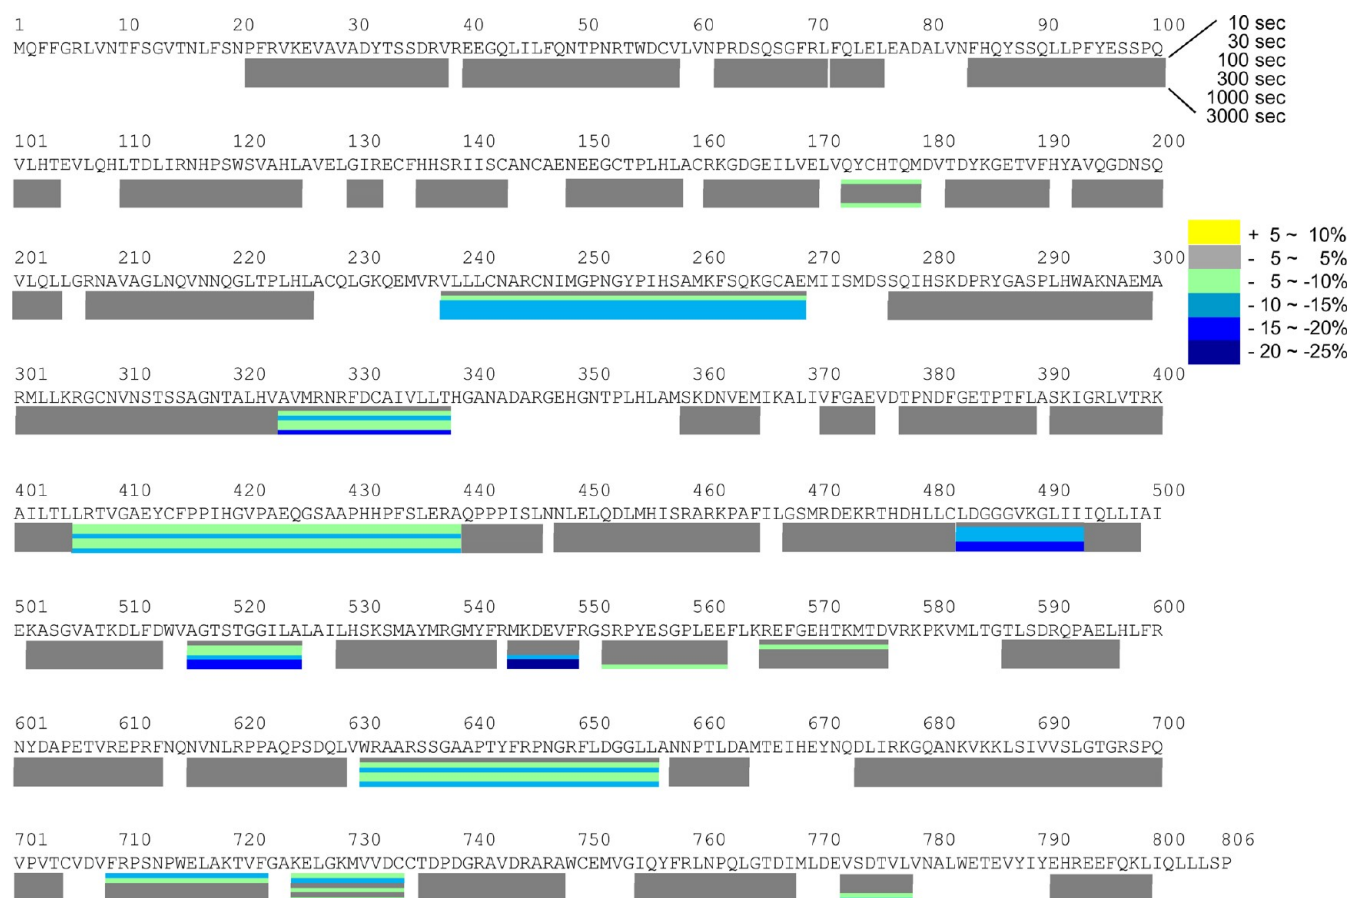 1 10 20 30 40 50 60 70 80 90 100
MQFFGRLVNTFSGVTNLFSNPFRVKEVAVADYTSSDRVREEGQLILFQNTPNRTWDCVLVNPRDSQSGFRLFQLELEADALVNFHQYSSQLLPFYESSPQ
10 sec
30 sec
100 sec
300 sec
1000 sec
3000 sec
101 110 120 130 140 150 160 170 180 190 200
VLHTEVLQHLTDLIRNHPSWSVAHLAVELGIRECFHHSRIISCANCAENEEGCTPLHLACRKGDGEILVELVQYCHTQMDVTDYKGETVFHYAVQGDNSQ
201 210 220 230 240 250 260 270 280 290 300
VLQLLGRNAVAGLNQVNNQGLTPLHLACQLGKQEMVRVLLLCNARCNIMGPNGYPIHSAMKFSQKGCAEMIISMDSSQIHSKDPRYGASPLHWAKNAEMA
+ 5 ~ 10%
- 5 ~ 5%
- 5 ~ -10%
- 10 ~ -15%
- 15 ~ -20%
- 20 ~ -25%
301 310 320 330 340 350 360 370 380 390 400
RMLLKRGCNVNSTSSAGNTALHVAVMRNRFDCAIVLLTHGANADARGEHGNTPLHLAMSKDNVEMIKALIVFGAEVDTPNDFGETPTFLASKIGRLVTRK
401 410 420 430 440 450 460 470 480 490 500
AILTLLRTVGAEYCFPPIHGVPAEQGSAAPHHPFSLERAQPPPISLNNLELQDLMHISRARKPAFILGSMRDEKRTHDHLLCLDGGGVKGLIIIQLLIAI
501 510 520 530 540 550 560 570 580 590 600
EKASGVATKDLFDWVAGTSTGGILALAILHSKSMAYMRGMYFRMKDEVFRGSRPYESGPLEEFLKREFGEHTKMTDVRKPKVMLTGTLSDRQPAELHLFR
601 610 620 630 640 650 660 670 680 690 700
NYDAPETVREPRFNQNVNLRPPAQPSDQLVWRAARSSGAAPTYFRPNGRFLDGGLLANNPTLDAMTEIHEYNQDLIRKGQANKVKKLSIVVSLGTGRSPQ
701 710 720 730 740 750 760 770 780 790 800 806
VPVTCVDVFRPSNPWELAKTVFGAKELGKMVVDCCTDPDGRAVDRARAWCEMVGIQYFRLNPQLGTDIMLDEVSDTVLVNALWETEVYIYEHREEFQKLIQLLLSP